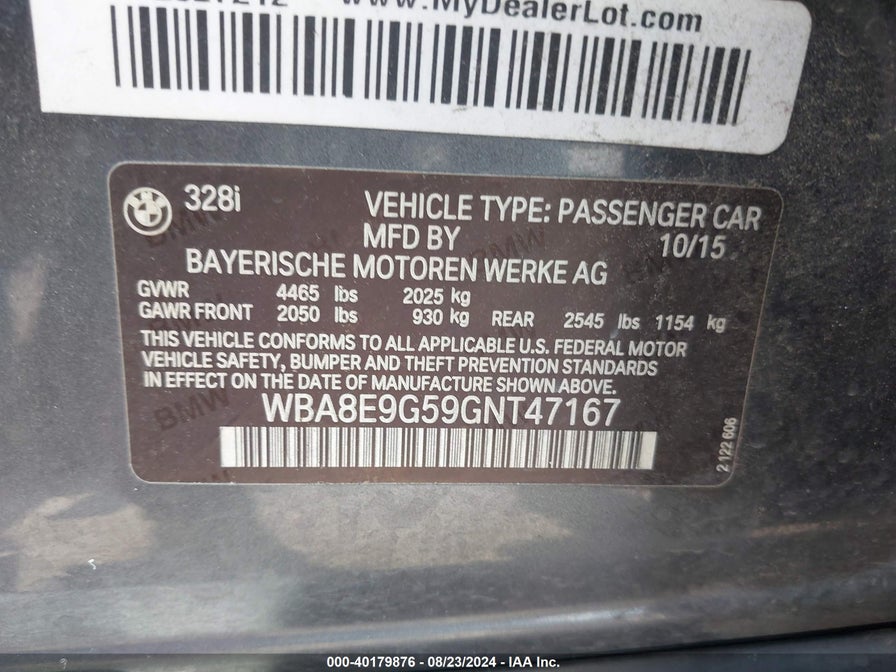 www.MyDealerLot.com
328i VEHICLE TYPE: PASSENGER CAR
MFD BY 10/15
BAYERISCHE MOTOREN WERKE AG
GVWR 4465 lbs 2025 kg
GAWR FRONT 2050 lbs 930 kg REAR 2545 lbs 1154 kg
THIS VEHICLE CONFORMS TO ALL APPLICABLE U.S. FEDERAL MOTOR
VEHICLE SAFETY, BUMPER AND THEFT PREVENTION STANDARDS
IN EFFECT ON THE DATE OF MANUFACTURE SHOWN ABOVE.
WBA8E9G59GNT47167
2 122 606
000-40179876 - 08/23/2024 - IAA Inc.